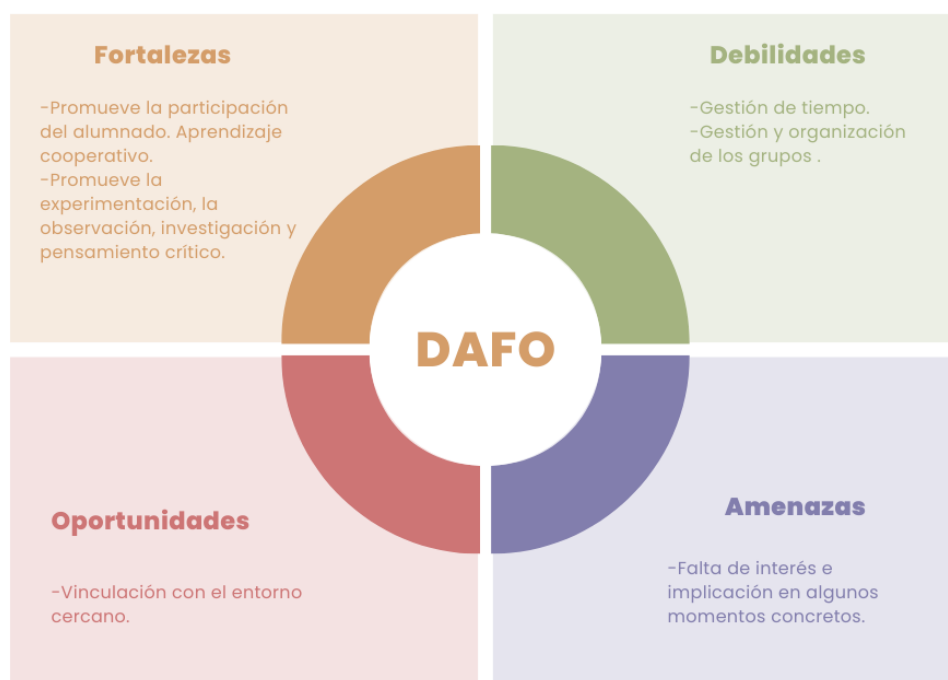 Fortalezas
-Promueve la participación
del alumnado. Aprendizaje
cooperativo.
-Promueve la
experimentación, la
observación, investigación y
pensamiento crítico.
Debilidades
-Gestión de tiempo.
-Gestión y organización
de los grupos .
DAFO
Oportunidades
-Vinculación con el entorno
cercano.
Amenazas
-Falta de interés e
implicación en algunos
momentos concretos.